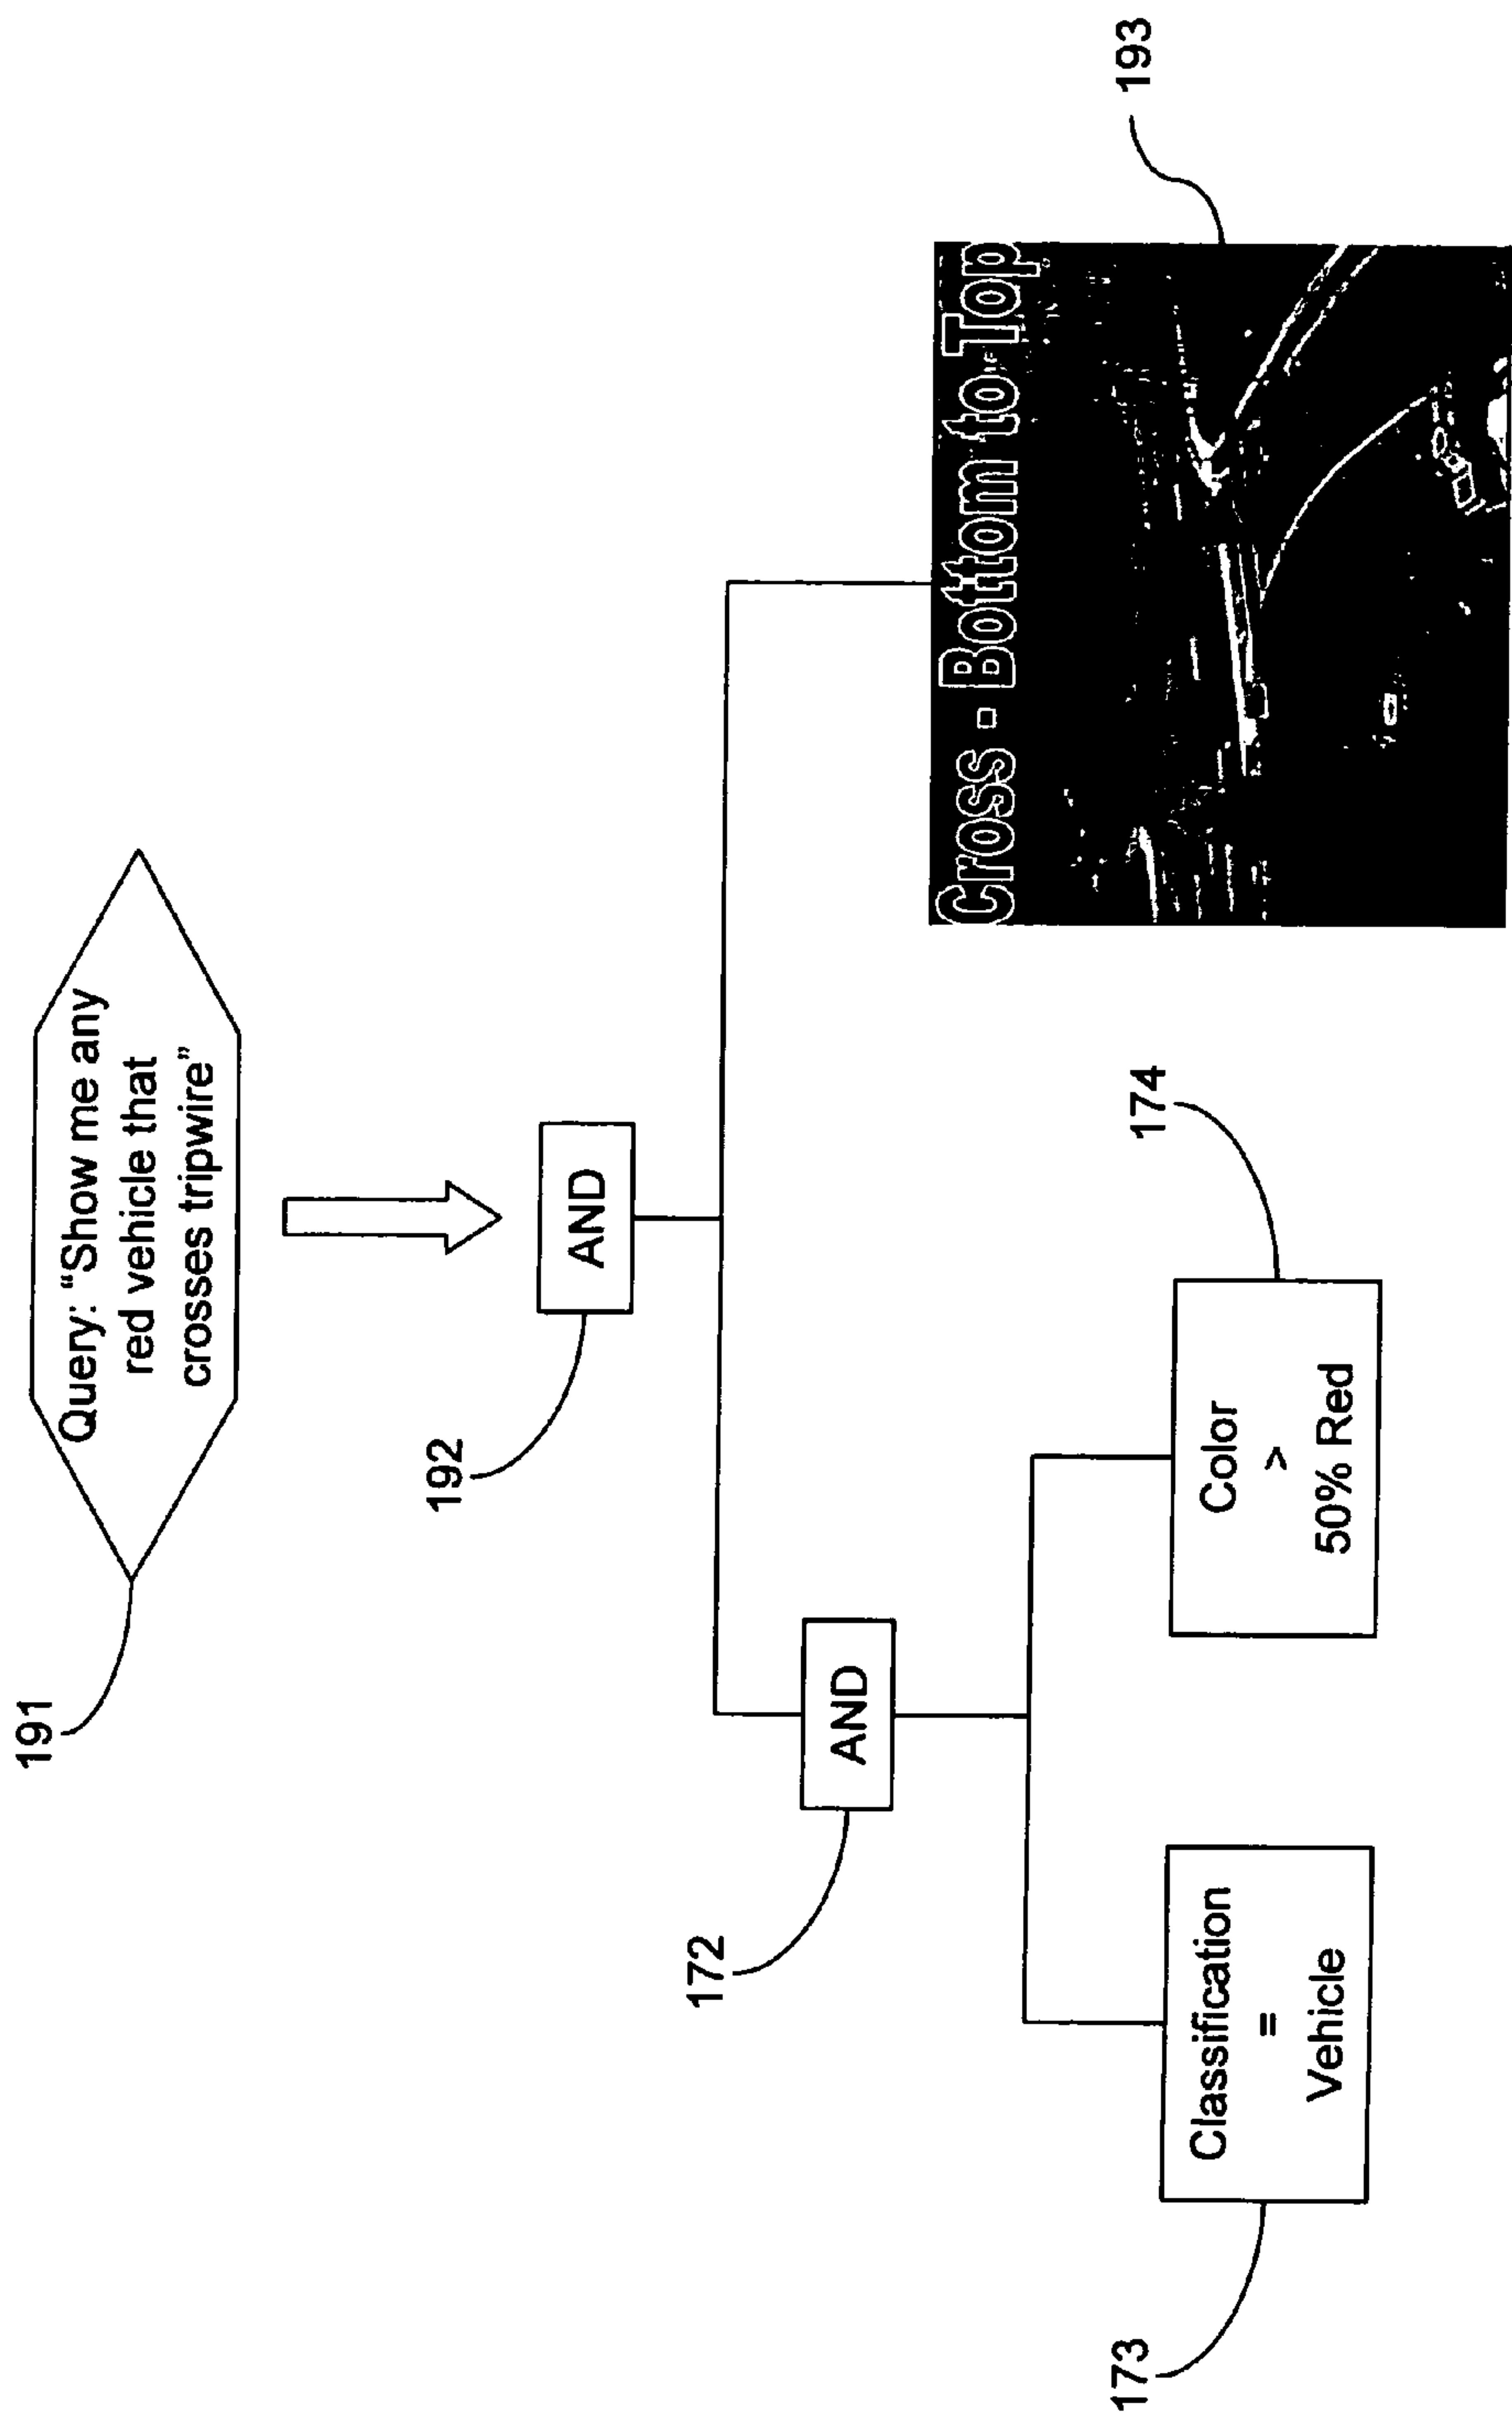 191
Query: “Show me any
red vehicle that
crosses tripwire”
192
AND
172
AND
173
Classification
=
Vehicle
174
Color
>
50% Red
Cross - Bottom to Top
193